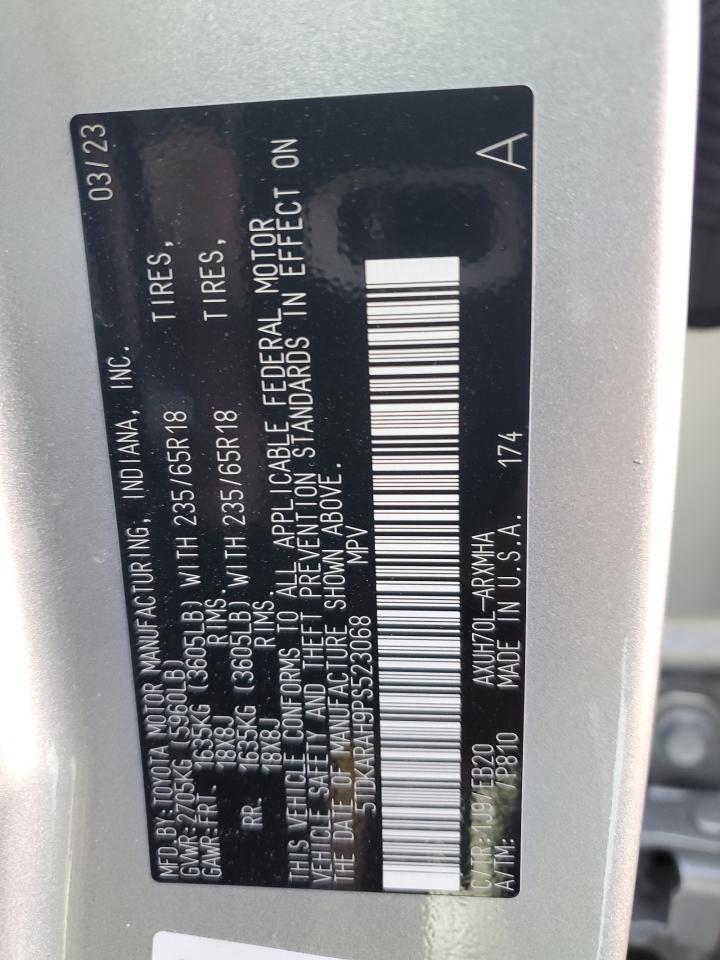 MFD.BY:TOYOTA MOTOR MANUFACTURING, INDIANA, INC. 03/23
GVWR:2705KG (5960LB)
GAWR:FRT. 1635KG (3605LB) WITH 235/65R18 TIRES,
18X8J RIMS.
RR. 1635KG (3605LB) WITH 235/65R18 TIRES,
18X8J RIMS.
THIS VEHICLE CONFORMS TO ALL APPLICABLE FEDERAL MOTOR
VEHICLE SAFETY AND THEFT PREVENTION STANDARDS IN EFFECT ON
THE DATE OF MANUFACTURE SHOWN ABOVE.
5TDKARAH9PS523068 MPV
C/TR:1J9/EB20 AXUH70L-ARXMHA
A/TM: /P810 MADE IN U.S.A. 174 A